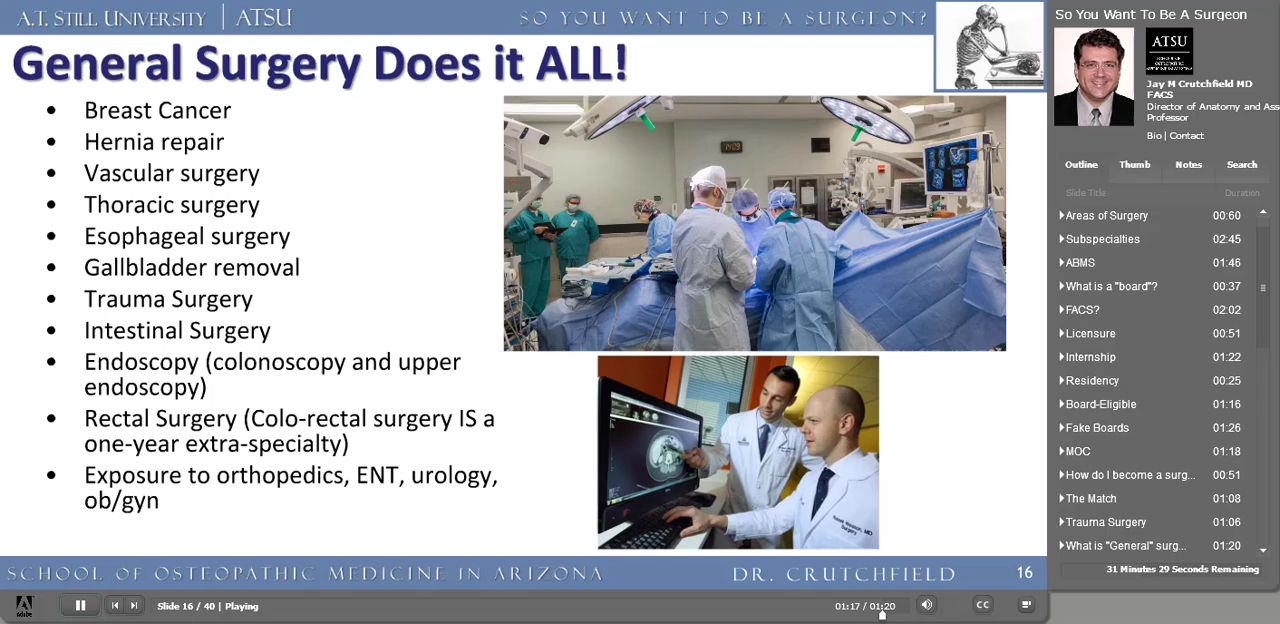 A.T. STILL UNIVERSITY | ATSU
SO YOU WANT TO BE A SURGEON?
General Surgery Does it ALL!
• Breast Cancer
• Hernia repair
• Vascular surgery
• Thoracic surgery
• Esophageal surgery
• Gallbladder removal
• Trauma Surgery
• Intestinal Surgery
• Endoscopy (colonoscopy and upper
endoscopy)
• Rectal Surgery (Colo-rectal surgery IS a
one-year extra-specialty)
• Exposure to orthopedics, ENT, urology,
ob/gyn
SCHOOL OF OSTEOPATHIC MEDICINE IN ARIZONA
DR. CRUTCHFIELD
16
Adobe
Slide 16 / 40 | Playing
01:17 / 01:20
CC
So You Want To Be A Surgeon
ATSU
Jay M Crutchfield MD
FACS
Director of Anatomy and Ass
Professor
Bio | Contact
Outline Thumb Notes Search
Slide Title Duration
Areas of Surgery 00:60
Subspecialties 02:45
ABMS 01:46
What is a "board"? 00:37
FACS? 02:02
Licensure 00:51
Internship 01:22
Residency 00:25
Board-Eligible 01:16
Fake Boards 01:26
MOC 01:18
How do I become a surg... 00:51
The Match 01:08
Trauma Surgery 01:06
What is "General" surg... 01:20
31 Minutes 29 Seconds Remaining